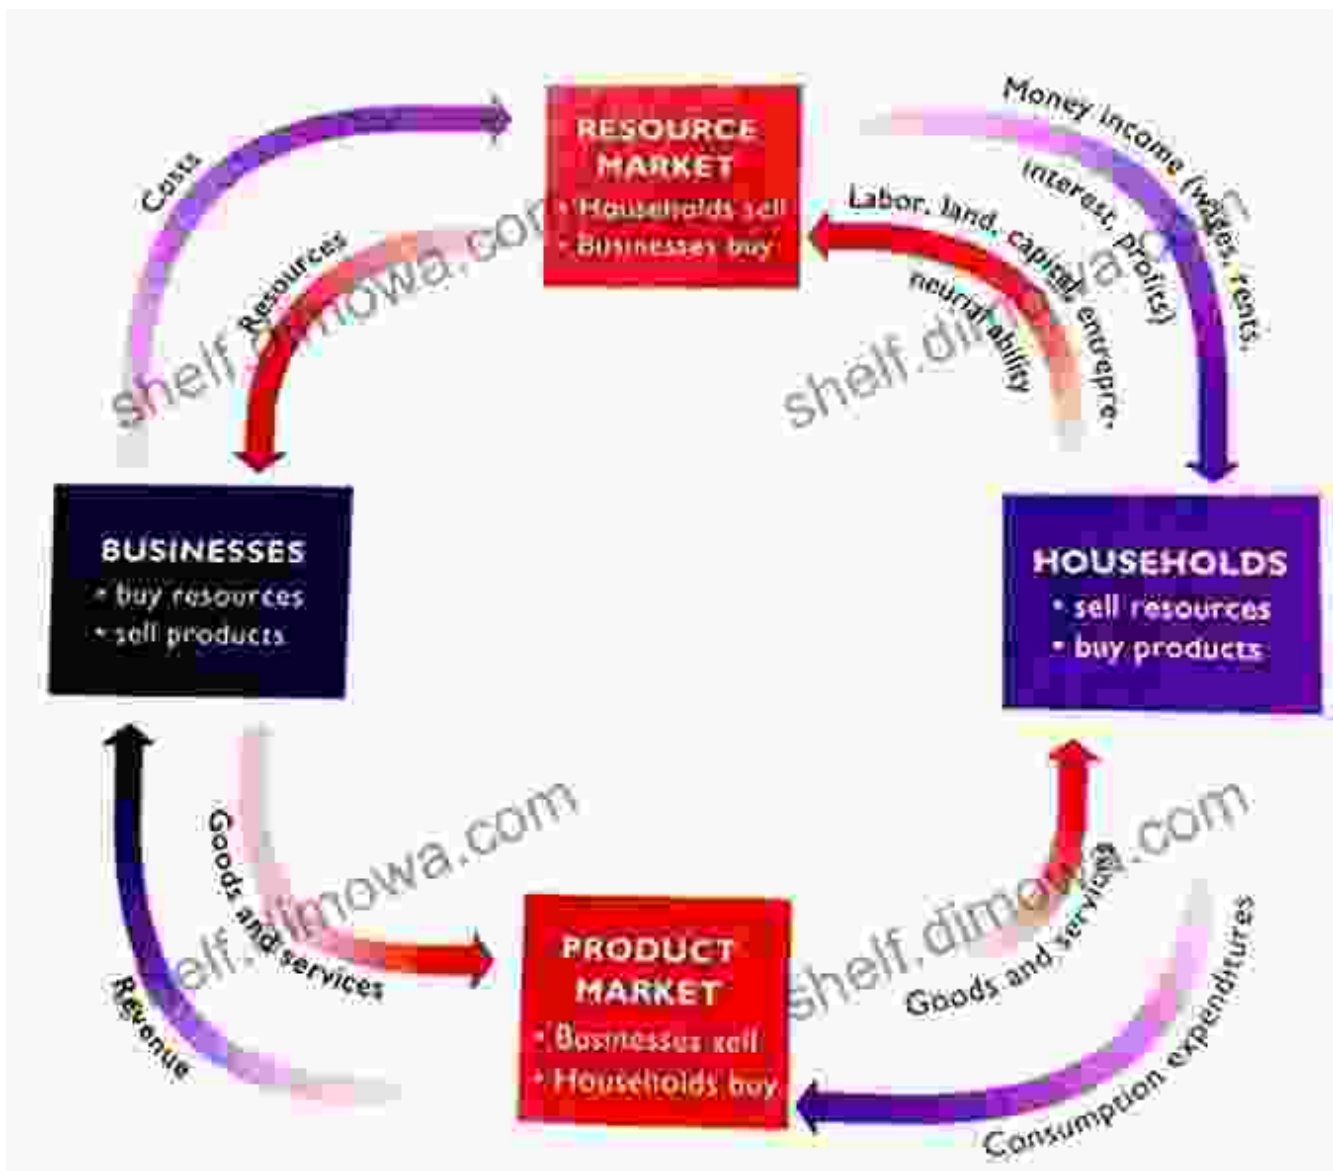 Costs
Resources
RESOURCE
MARKET
• Households sell
• Businesses buy
Money income (wages, rents,
interest, profits)
Labor, land, capital, entrepre-
neurial ability
BUSINESSES
• buy resources
• sell products
HOUSEHOLDS
• sell resources
• buy products
Goods and services
Revenue
PRODUCT
MARKET
• Businesses sell
• Households buy
Goods and services
Consumption expenditures
shelf.dimowa.com
shelf.dimowa.c
elf.dimowa.com
shelf.dimowa.com